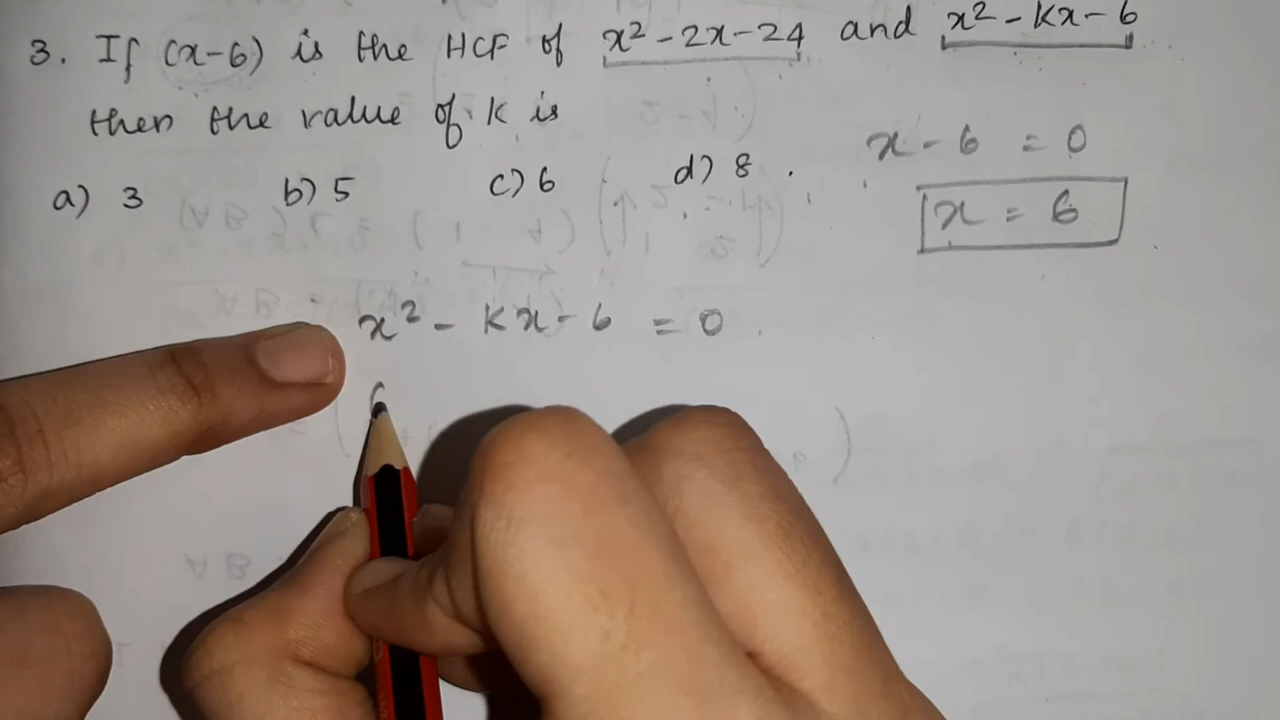 3. If (x-6) is the HCF of x² - 2x - 24 and x² - kx - 6
then the value of k is
a) 3 b) 5 c) 6 d) 8 .
x - 6 = 0
x = 6
x² - kx - 6 = 0